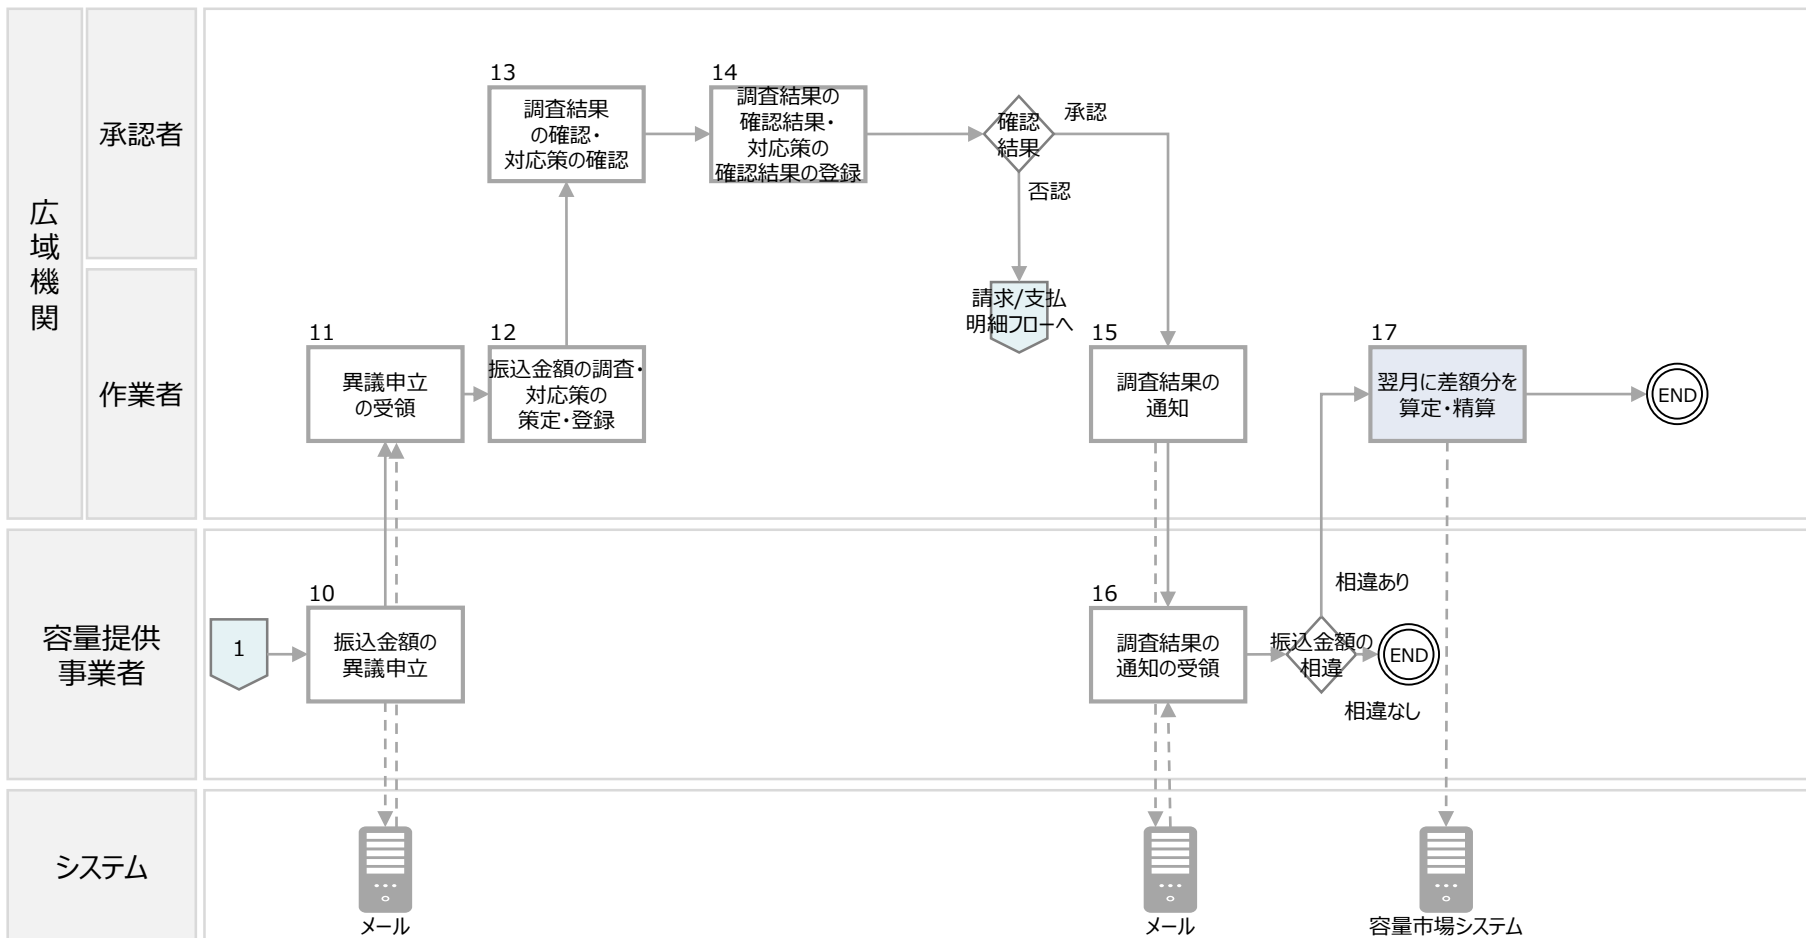 広
域
機
関
承認者
作業者
容量提供
事業者
システム
13
調査結果
の確認・
対応策の確認
14
調査結果の
確認結果・
対応策の
確認結果の登録
確認
結果
承認
否認
請求/支払
明細フローへ
11
異議申立
の受領
12
振込金額の調査・
対応策の
策定・登録
15
調査結果の
通知
17
翌月に差額分を
算定・精算
END
1
10
振込金額の
異議申立
16
調査結果の
通知の受領
振込金額の
相違
相違あり
END
相違なし
メール
メール
容量市場システム